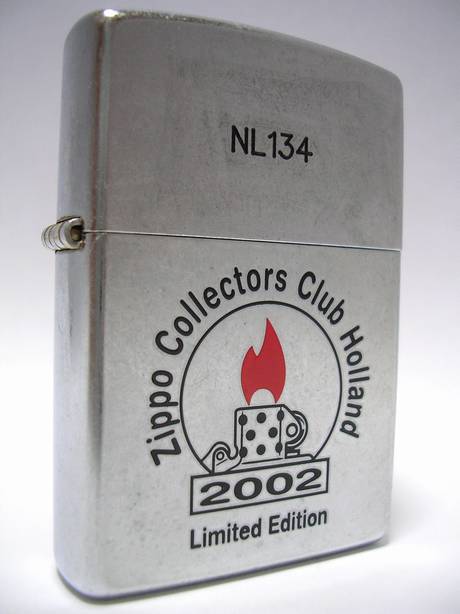 NL134
Zippo Collectors Club Holland
2002
Limited Edition